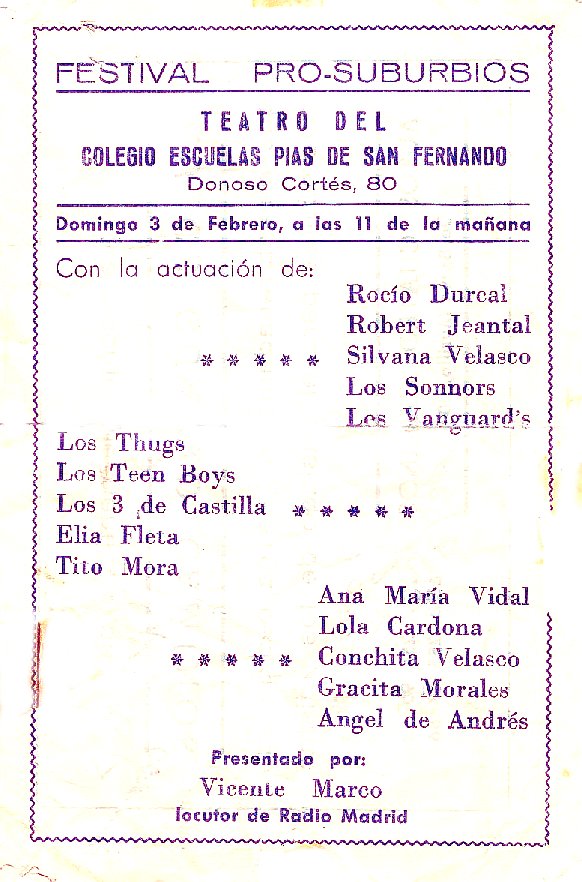 FESTIVAL PRO-SUBURBIOS
TEATRO DEL
COLEGIO ESCUELAS PIAS DE SAN FERNANDO
Donoso Cortés, 80
Domingo 3 de Febrero, a las 11 de la mañana
Con la actuación de:
Rocío Durcal
Robert Jeantal
* * * * * Silvana Velasco
Los Sonnors
Los Vanguard's
Los Thugs
Los Teen Boys
Los 3 de Castilla * * * * *
Elia Fleta
Tito Mora
Ana María Vidal
Lola Cardona
* * * * * Conchita Velasco
Gracita Morales
Angel de Andrés
Presentado por:
Vicente Marco
locutor de Radio Madrid